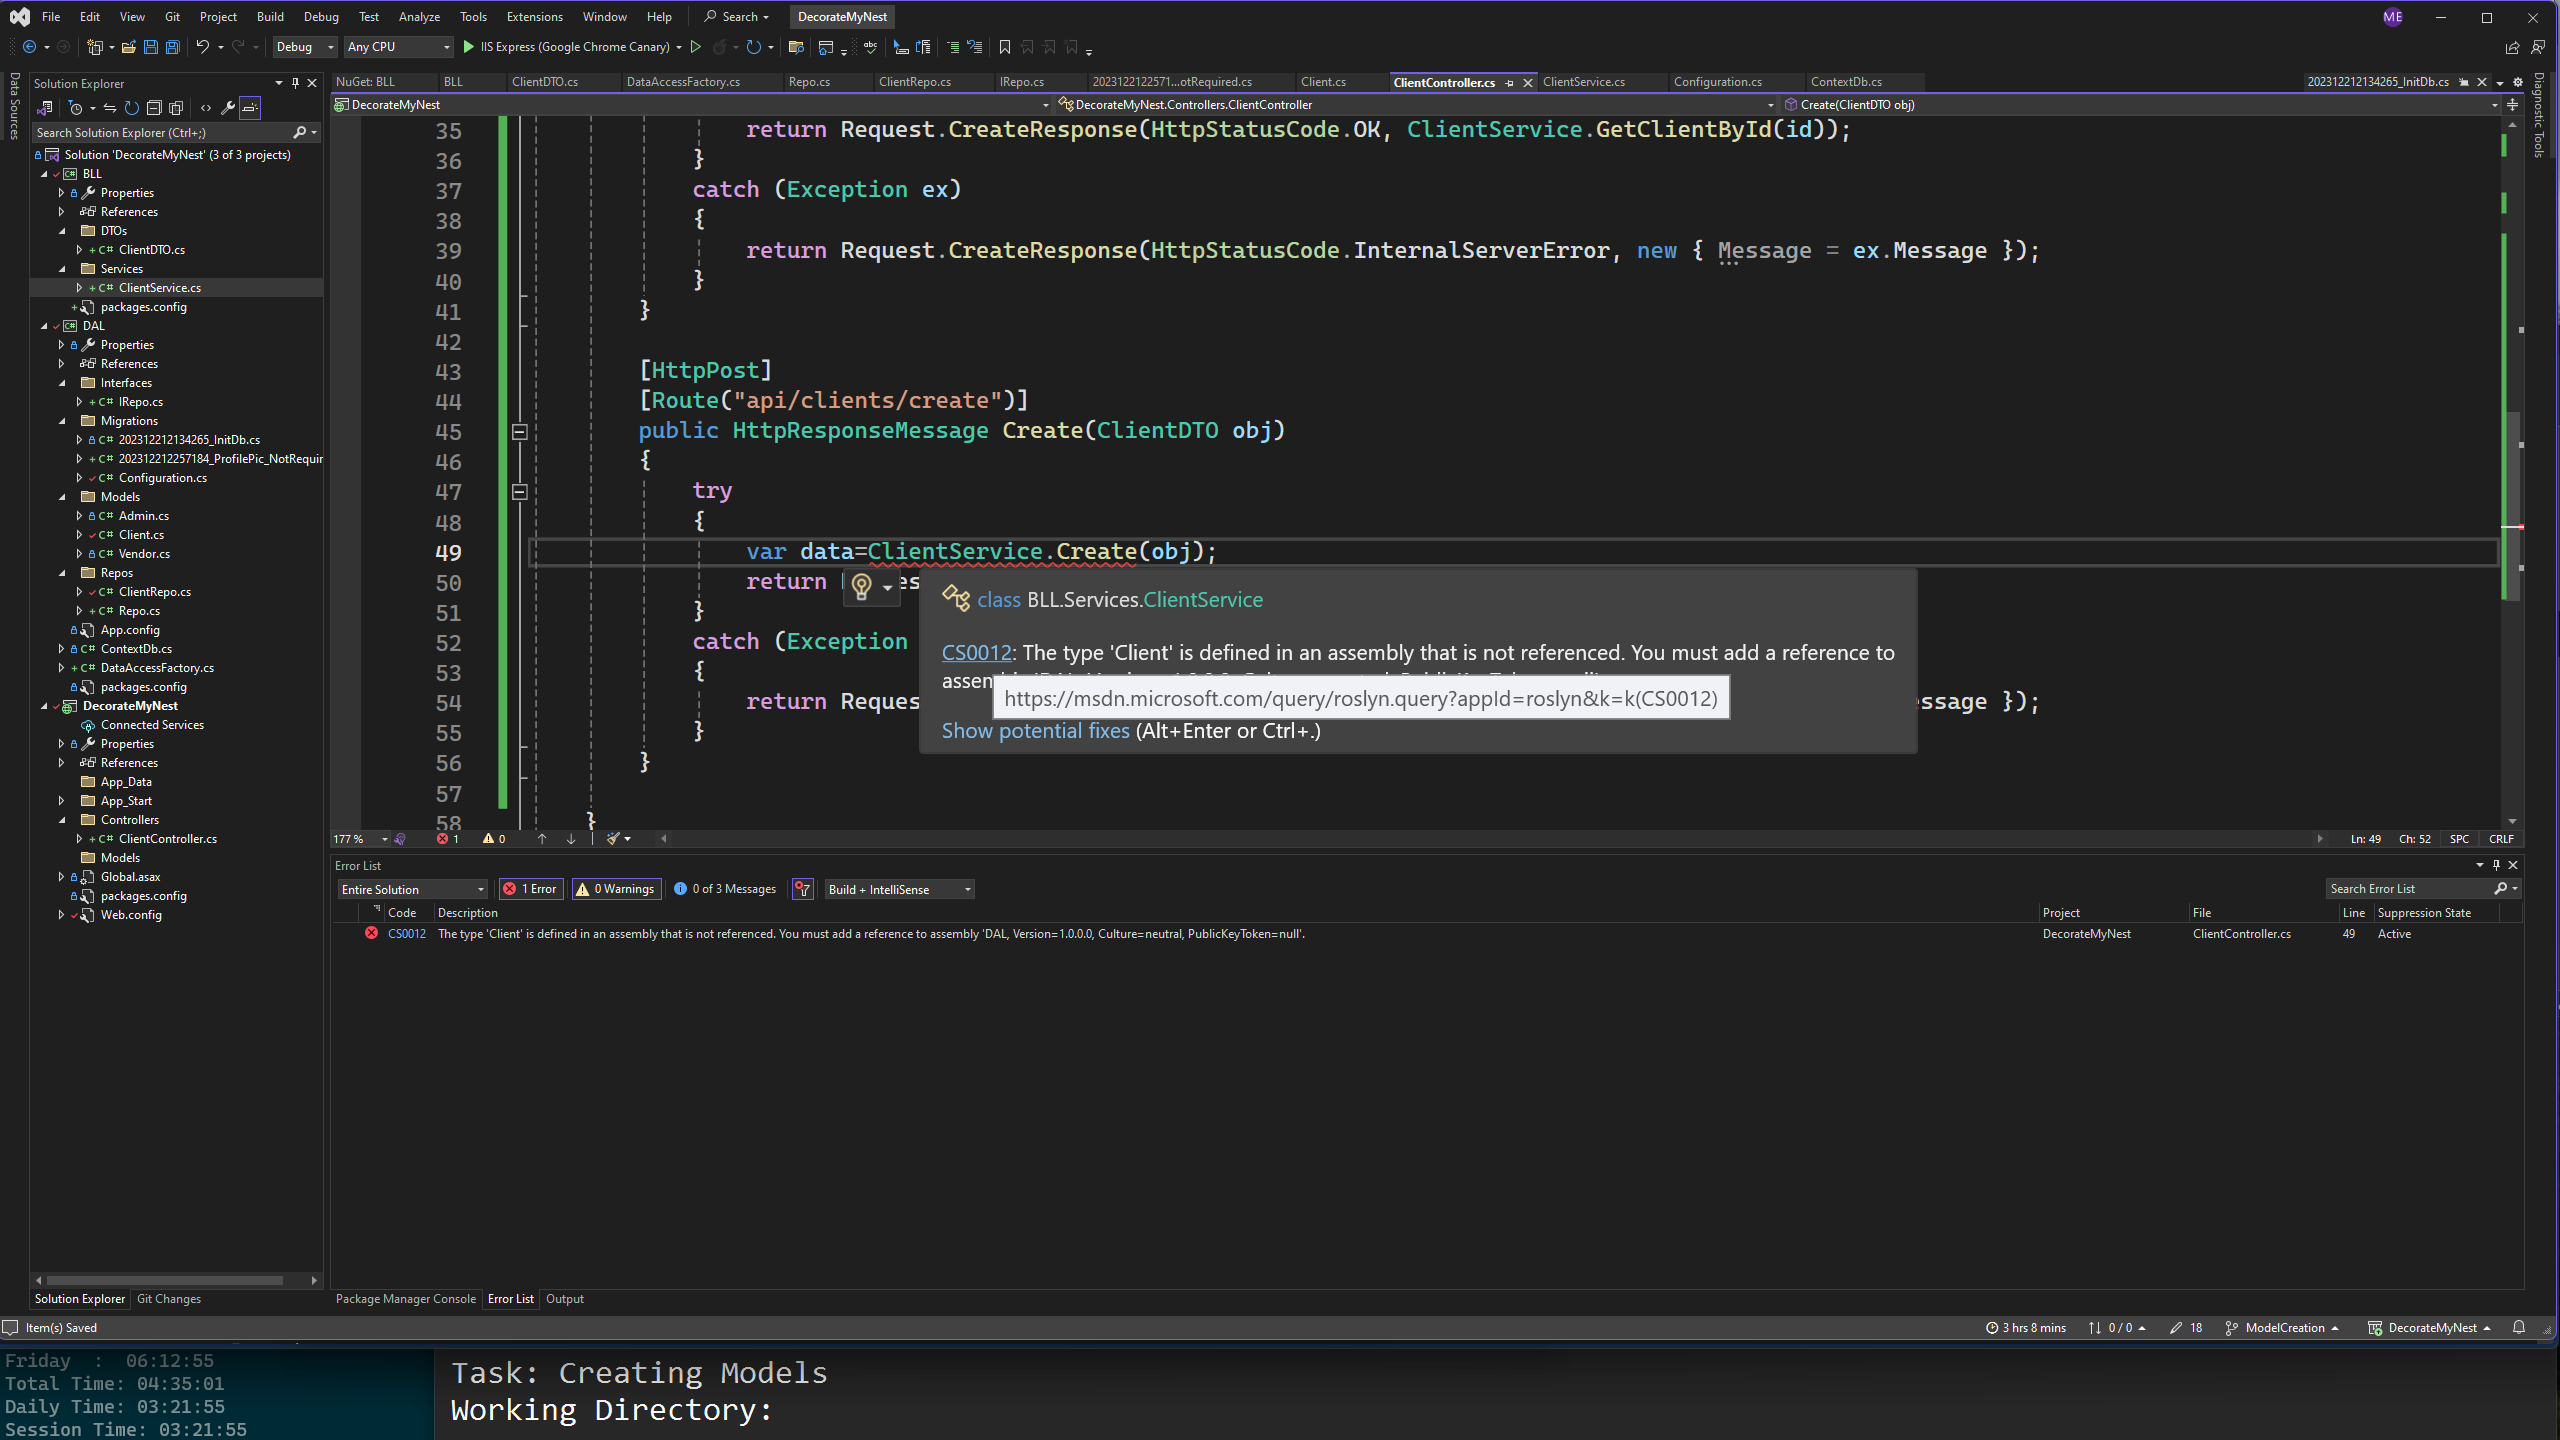 File Edit View Git Project Build Debug Test Analyze Tools Extensions Window Help Search DecorateMyNest ME
Debug Any CPU IIS Express (Google Chrome Canary)
Data Sources
Solution Explorer
Search Solution Explorer (Ctrl+;)
Solution 'DecorateMyNest' (3 of 3 projects)
BLL
Properties
References
DTOs
C# ClientDTO.cs
Services
C# ClientService.cs
packages.config
DAL
Properties
References
Interfaces
C# IRepo.cs
Migrations
C# 202312212134265_InitDb.cs
C# 202312212257184_ProfilePic_NotRequir
C# Configuration.cs
Models
C# Admin.cs
C# Client.cs
C# Vendor.cs
Repos
C# ClientRepo.cs
C# Repo.cs
App.config
C# ContextDb.cs
C# DataAccessFactory.cs
packages.config
DecorateMyNest
Connected Services
Properties
References
App_Data
App_Start
Controllers
C# ClientController.cs
Models
Global.asax
packages.config
Web.config
Solution Explorer Git Changes
NuGet: BLL BLL ClientDTO.cs DataAccessFactory.cs Repo.cs ClientRepo.cs IRepo.cs 2023122122571...otRequired.cs Client.cs ClientController.cs ClientService.cs Configuration.cs ContextDb.cs 202312212134265_InitDb.cs
DecorateMyNest DecorateMyNest.Controllers.ClientController Create(ClientDTO obj)
35 return Request.CreateResponse(HttpStatusCode.OK, ClientService.GetClientById(id));
36 }
37 catch (Exception ex)
38 {
39 return Request.CreateResponse(HttpStatusCode.InternalServerError, new { Message = ex.Message });
40 }
41 }
42
43 [HttpPost]
44 [Route("api/clients/create")]
45 public HttpResponseMessage Create(ClientDTO obj)
46 {
47 try
48 {
49 var data=ClientService.Create(obj);
50 return es
51 }
52 catch (Exception
53 {
54 return Reques ssage });
55 }
56 }
57
58 }
class BLL.Services.ClientService
CS0012: The type 'Client' is defined in an assembly that is not referenced. You must add a reference to
assem
https://msdn.microsoft.com/query/roslyn.query?appId=roslyn&k=k(CS0012)
Show potential fixes (Alt+Enter or Ctrl+.)
177 % 1 0 Ln: 49 Ch: 52 SPC CRLF
Diagnostic Tools
Error List
Entire Solution 1 Error 0 Warnings 0 of 3 Messages Build + IntelliSense Search Error List
Code Description Project File Line Suppression State
CS0012 The type 'Client' is defined in an assembly that is not referenced. You must add a reference to assembly 'DAL, Version=1.0.0.0, Culture=neutral, PublicKeyToken=null'. DecorateMyNest ClientController.cs 49 Active
Package Manager Console Error List Output
Item(s) Saved 3 hrs 8 mins 0 / 0 18 ModelCreation DecorateMyNest
Friday : 06:12:55
Total Time: 04:35:01
Daily Time: 03:21:55
Session Time: 03:21:55
Task: Creating Models
Working Directory: